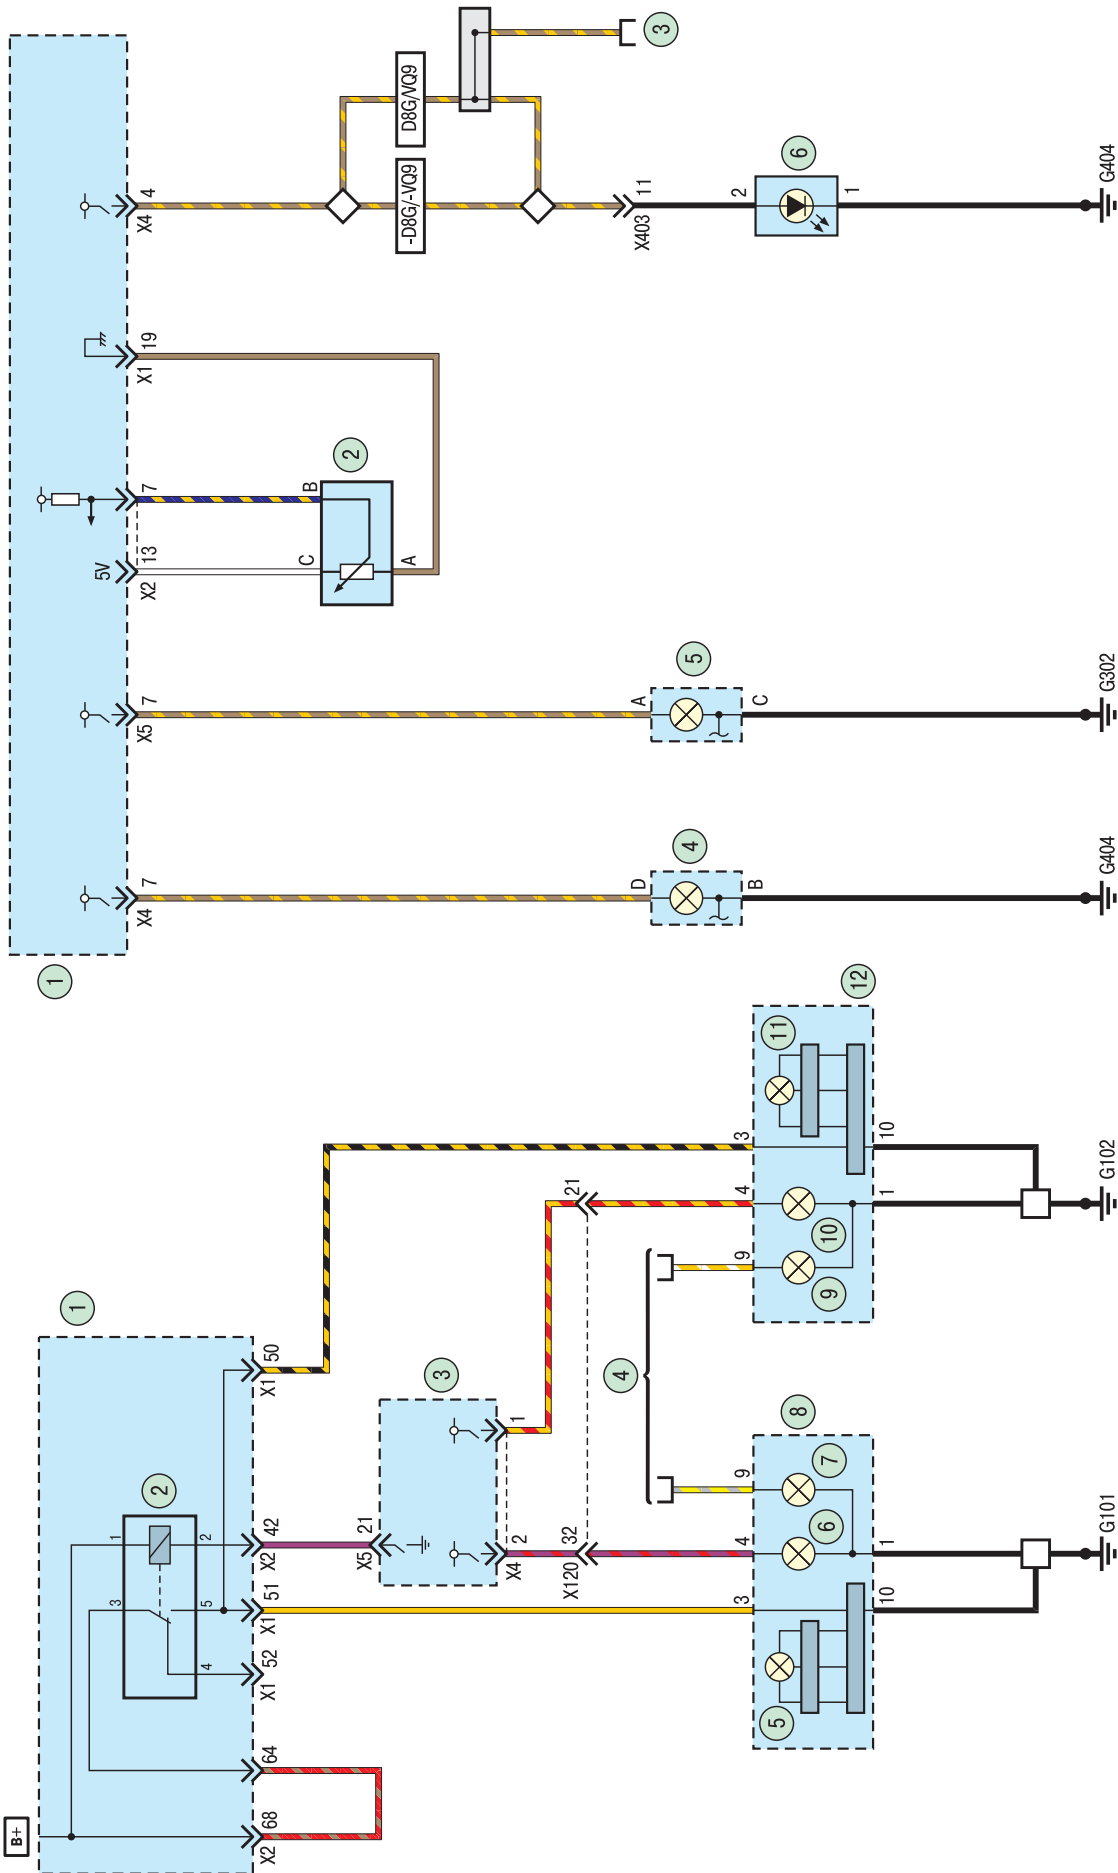 B+
1
3 1
2
4 5 2
X2 68 64 X1 52 X1 51 X2 42 X1 50
X5 21
3
X4 2 1
X120 32 21
4
3 4 9 9 4 3
5 6 7 8 9 10 11 12
10 1 1 10
G101 G102
1
5V
X4 7 X5 7 X2 13 7 X1 19 X4 4
C B
2
A
-D8G/-VQ9 D8G/VQ9
3
X403 11
D A
4 5
2
6
B C 1
G404 G302 G404